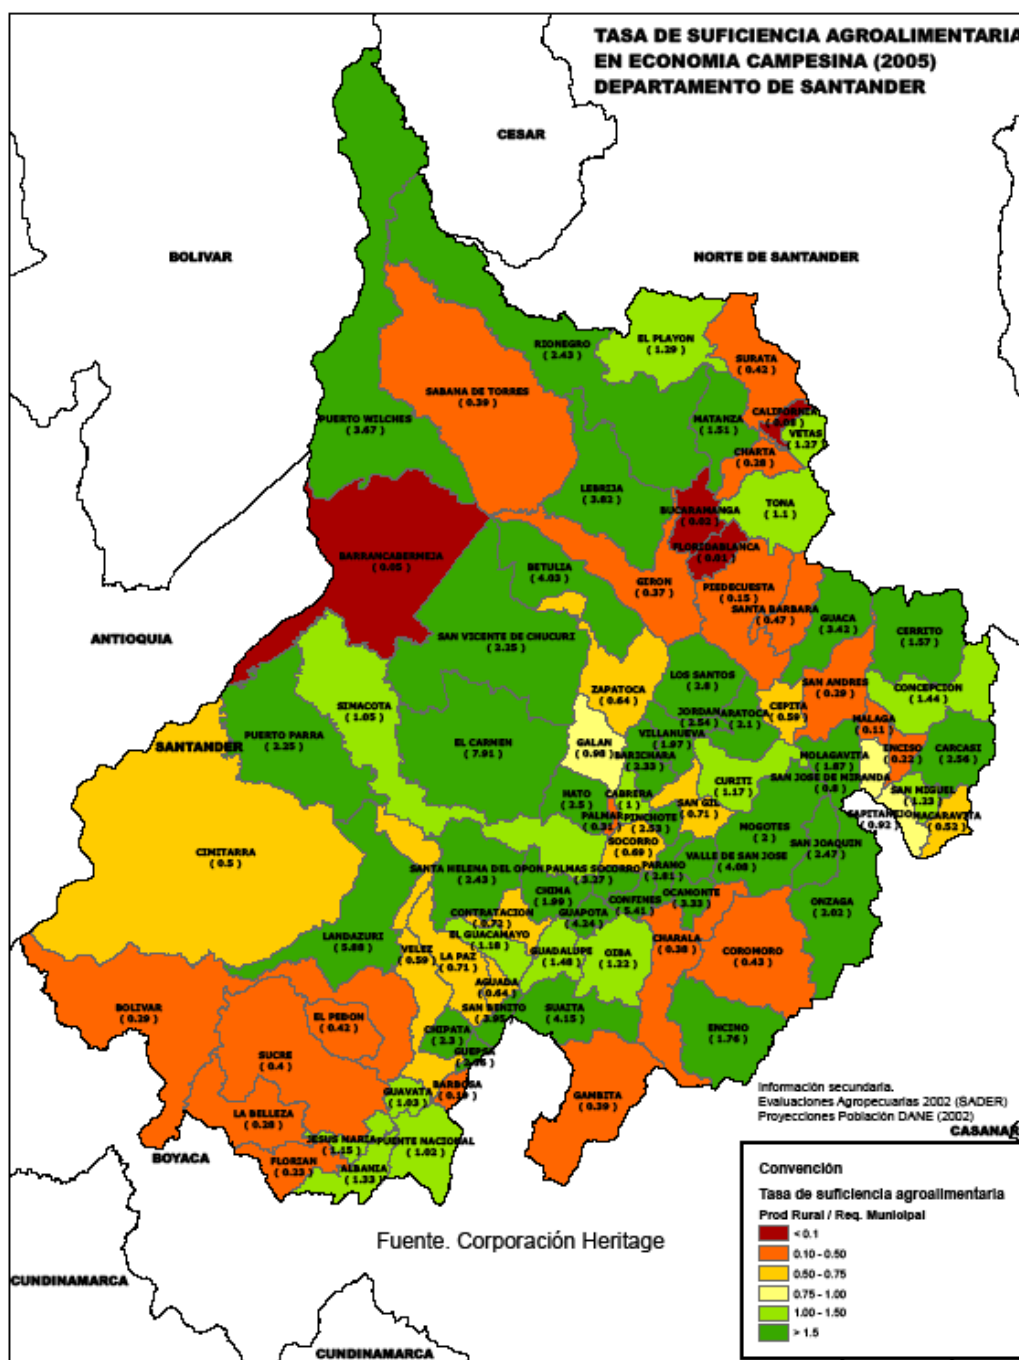 TASA DE SUFICIENCIA AGROALIMENTARIA
EN ECONOMIA CAMPESINA (2005)
DEPARTAMENTO DE SANTANDER
CESAR
BOLIVAR
NORTE DE SANTANDER
EL PLAYON
( 1.29 )
RIONEGRO
( 2.43 )
SURATA
( 0.42 )
SABANA DE TORRES
( 0.39 )
CALIFORNIA
PUERTO WILCHES
( 3.67 )
MATANZA
( 1.51 )
VETAS
( 1.27 )
CHARTA
( 0.28 )
LEBRIJA
( 3.82 )
TONA
( 1.1 )
BUCARAMANGA
( 0.02 )
FLORIDABLANCA
( 0.01 )
BARRANCABERMEJA
( 0.05 )
BETULIA
( 4.03 )
GIRON
( 0.37 )
PIEDECUESTA
( 0.15 )
SANTA BARBARA
( 0.47 )
GUACA
( 3.42 )
CERRITO
( 1.57 )
ANTIOQUIA
SAN VICENTE DE CHUCURI
( 2.25 )
LOS SANTOS
( 2.8 )
SAN ANDRES
( 0.29 )
CONCEPCION
( 1.44 )
ZAPATOCA
( 0.64 )
SIMACOTA
( 1.05 )
JORDAN
( 2.54 )
ARATOCA
( 2.1 )
CEPITA
( 0.59 )
MALAGA
( 0.11 )
SANTANDER
PUERTO PARRA
( 2.25 )
EL CARMEN
( 7.91 )
GALAN
( 0.98 )
VILLANUEVA
( 1.97 )
BARICHARA
( 2.33 )
MOLAGAVITA
( 1.87 )
ENCISO
( 0.22 )
CARCASI
( 2.56 )
SAN JOSE DE MIRANDA
( 0.8 )
CURITI
( 1.17 )
HATO
( 2.5 )
CABRERA
( 1 )
SAN GIL
( 0.71 )
SAN MIGUEL
( 1.23 )
PALMAR
( 0.31 )
PINCHOTE
( 2.53 )
CAPITANEJO
( 0.92 )
MACARAVITA
( 0.52 )
MOGOTES
( 2 )
SOCORRO
( 0.69 )
SAN JOAQUIN
( 2.47 )
CIMITARRA
( 0.5 )
SANTA HELENA DEL OPON
( 2.43 )
PALMAS SOCORRO
( 3.27 )
PARAMO
( 2.81 )
VALLE DE SAN JOSE
( 4.08 )
CHIMA
( 1.99 )
CONFINES
( 5.41 )
OCAMONTE
( 3.33 )
ONZAGA
( 2.02 )
CONTRATACION
( 0.72 )
GUAPOTA
( 4.24 )
LANDAZURI
( 5.88 )
EL GUACAMAYO
( 1.18 )
VELEZ
( 0.59 )
LA PAZ
( 0.71 )
GUADALUPE
( 1.48 )
OIBA
( 1.22 )
CHARALA
( 0.38 )
COROMORO
( 0.43 )
AGUADA
( 0.64 )
BOLIVAR
( 0.29 )
EL PEÑON
( 0.42 )
SAN BENITO
( 3.95 )
SUAITA
( 4.15 )
CHIPATA
( 2.3 )
ENCINO
( 1.76 )
SUCRE
( 0.4 )
GUEPSA
BARBOSA
( 0.19 )
GUAVATA
( 1.03 )
GAMBITA
( 0.39 )
LA BELLEZA
( 0.28 )
JESUS MARIA
( 1.15 )
PUENTE NACIONAL
( 1.02 )
BOYACA
FLORIAN
( 0.23 )
ALBANIA
( 1.33 )
Información secundaria.
Evaluaciones Agropecuarias 2002 (SADER)
Proyecciones Población DANE (2002)
CASANAR
Convención
Tasa de suficiencia agroalimentaria
Prod Rural / Req. Municipal
< 0.1
0.10 - 0.50
0.50 - 0.75
0.75 - 1.00
1.00 - 1.50
> 1.5
Fuente. Corporación Heritage
CUNDINAMARCA
CUNDINAMARCA